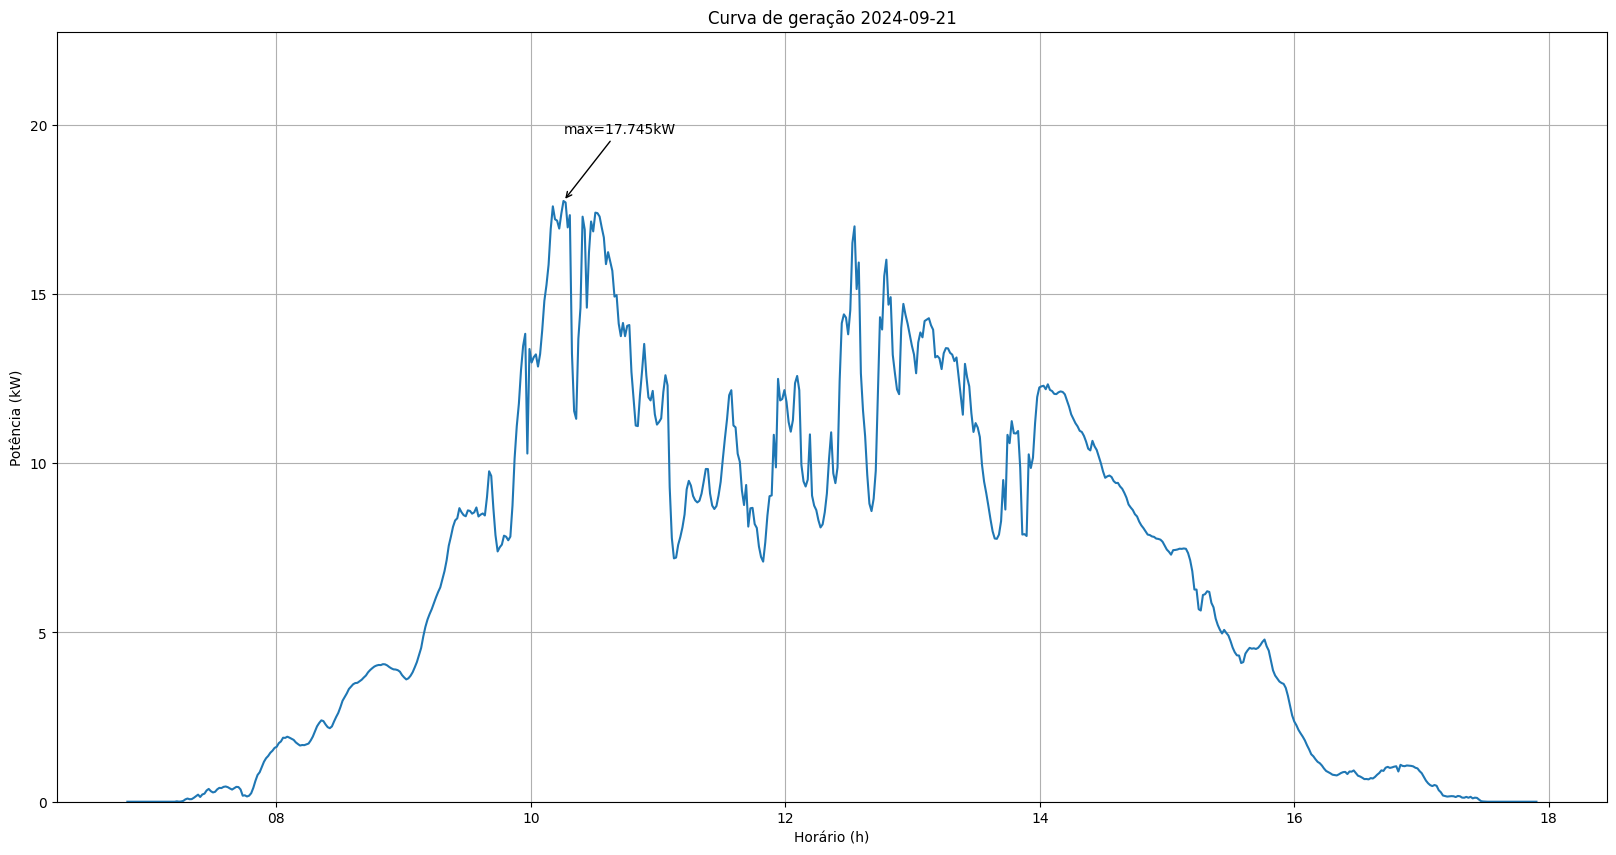 Curva de geração 2024-09-21
max=17.745kW
Potência (kW)
20
15
10
5
0
08 10 12 14 16 18
Horário (h)